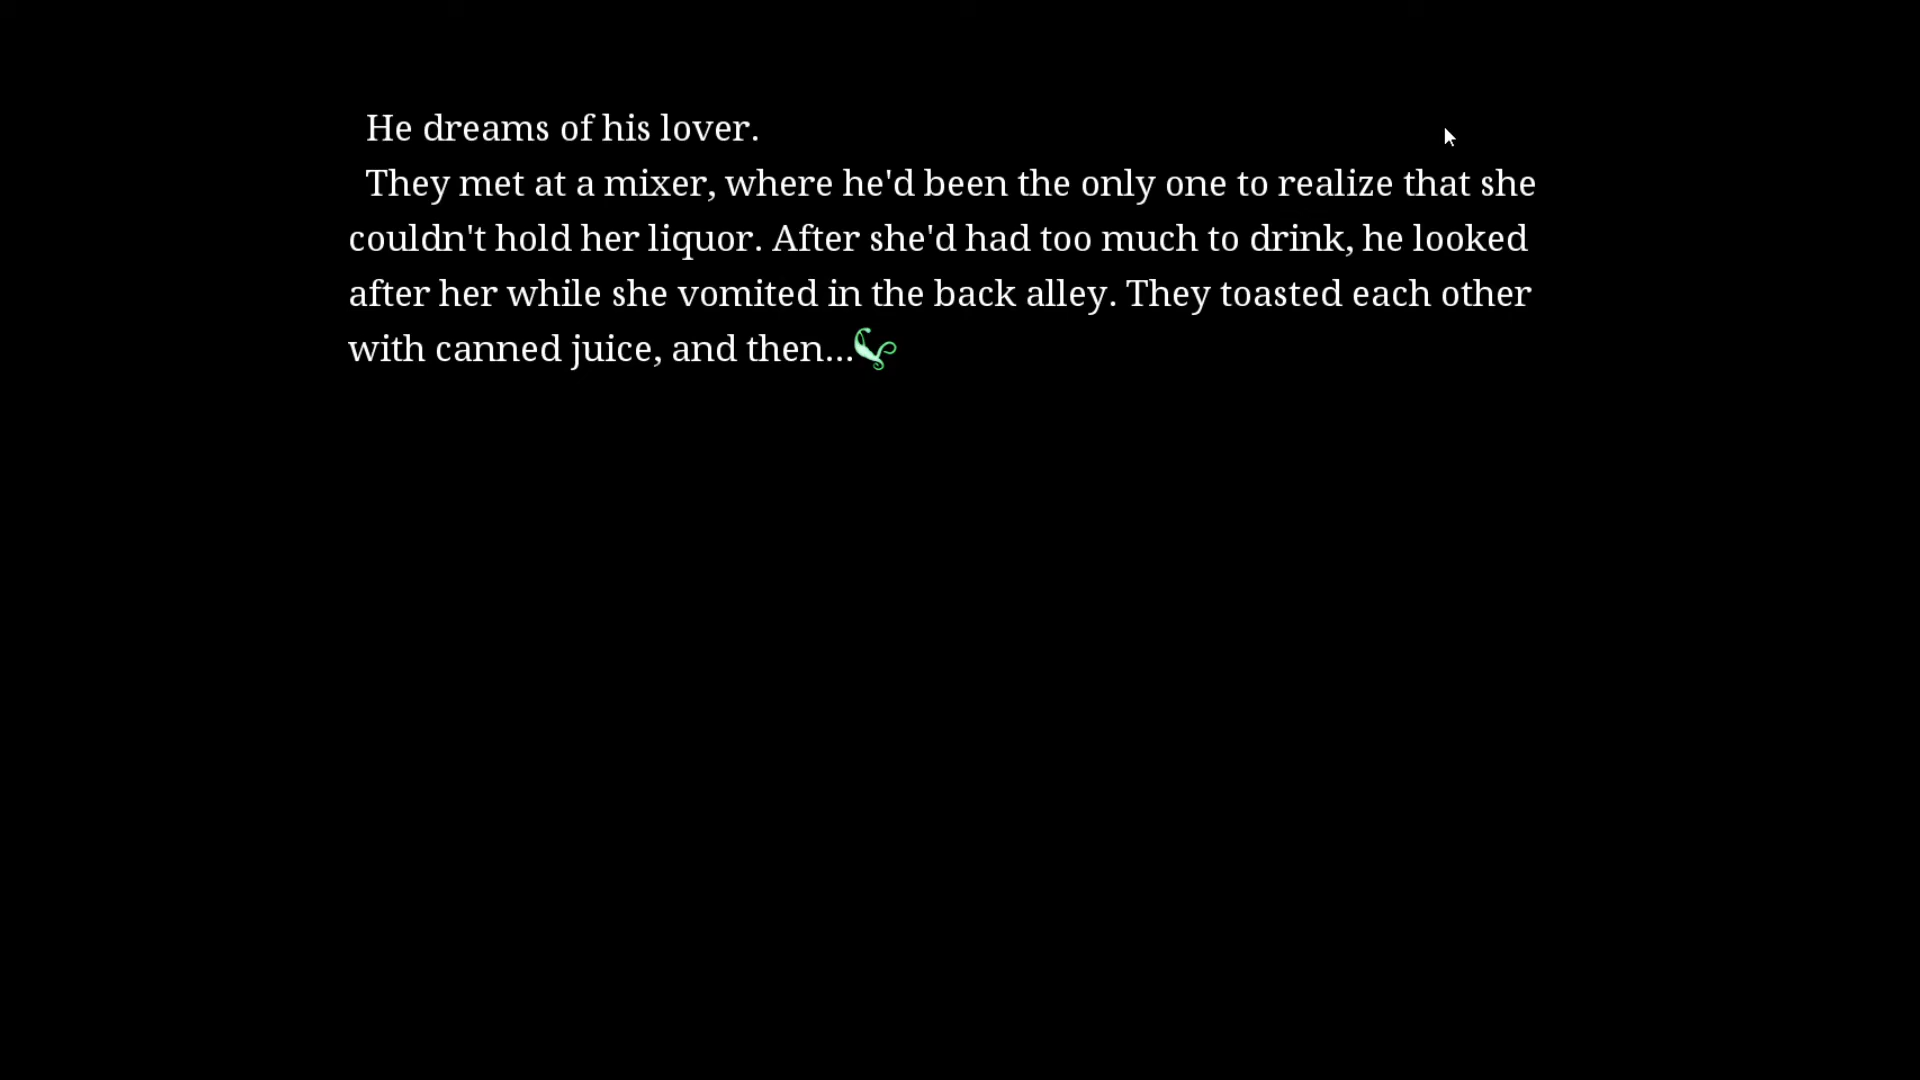 He dreams of his lover.
They met at a mixer, where he'd been the only one to realize that she
couldn't hold her liquor. After she'd had too much to drink, he looked
after her while she vomited in the back alley. They toasted each other
with canned juice, and then...